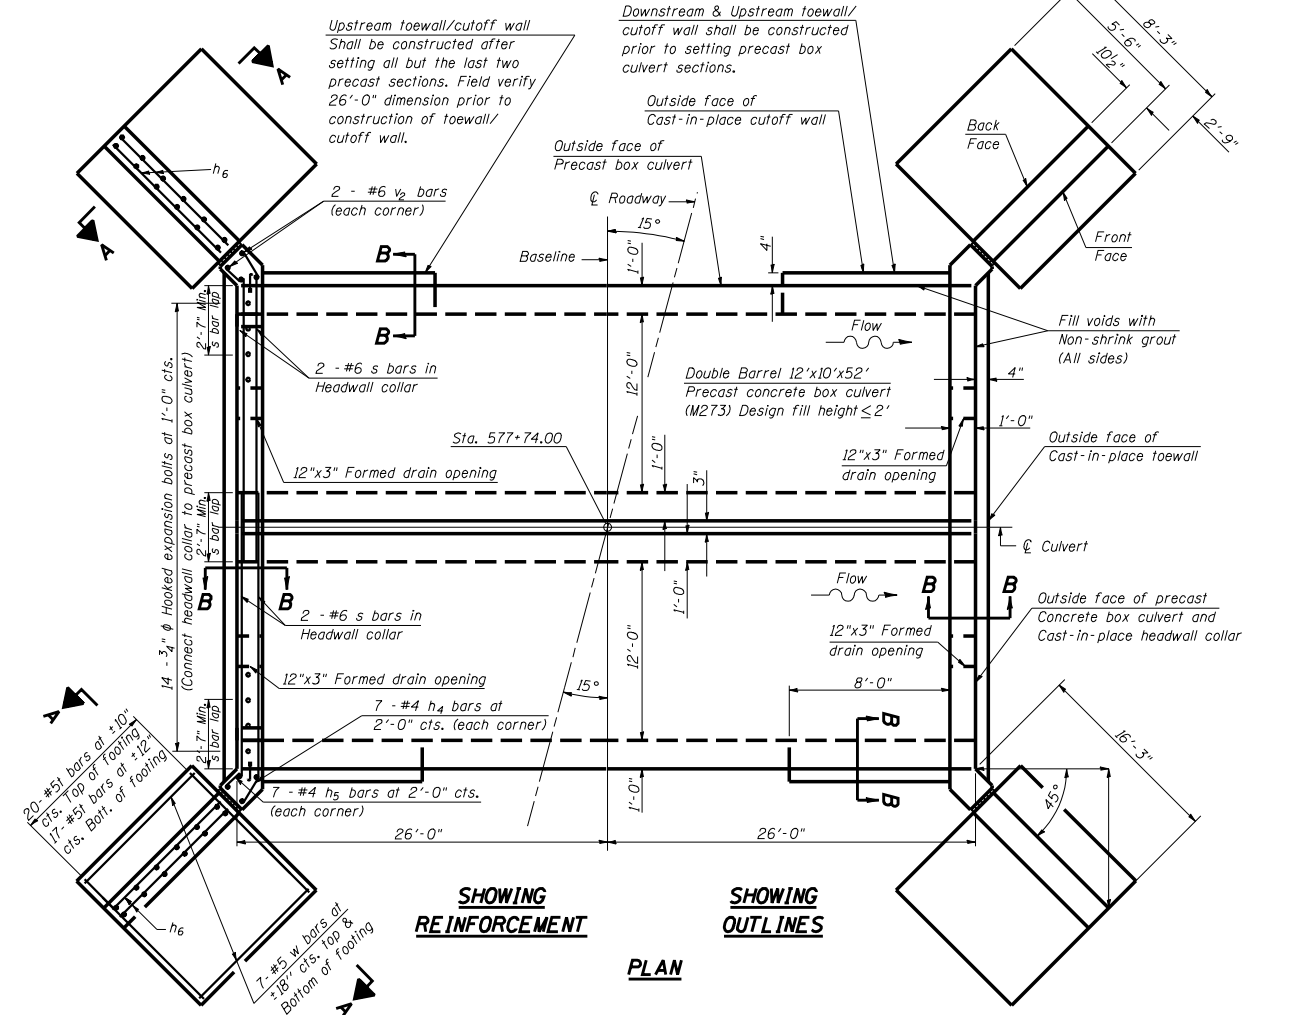 Upstream toewall/cutoff wall
Shall be constructed after
setting all but the last two
precast sections. Field verify
26'-0" dimension prior to
construction of toewall/
cutoff wall.
Downstream & Upstream toewall/
cutoff wall shall be constructed
prior to setting precast box
culvert sections.
Outside face of
Cast-in-place cutoff wall
Outside face of
Precast box culvert
8'-3"
5'-6"
10½"
2'-9"
Back
Face
Front
Face
A
A
h6
2 - #6 v2 bars
(each corner)
℄ Roadway
15°
Baseline
1'-0"
4"
B
B
Flow
Fill voids with
Non-shrink grout
(All sides)
2'-7" Min.
s bar lap
2 - #6 s bars in
Headwall collar
12'-0"
Double Barrel 12'x10'x52'
Precast concrete box culvert
(M273) Design fill height ≤ 2'
4"
1'-0"
Sta. 577+74.00
1'-0"
3"
12"x3" Formed
drain opening
Outside face of
Cast-in-place toewall
12"x3" Formed drain opening
14 - ¾" ϕ Hooked expansion bolts at 1'-0" cts.
(Connect headwall collar to precast box culvert)
2'-7" Min.
s bar lap
℄ Culvert
B
B
Flow
B
B
1'-0"
2 - #6 s bars in
Headwall collar
12'-0"
12"x3" Formed
drain opening
Outside face of precast
Concrete box culvert and
Cast-in-place headwall collar
12"x3" Formed drain opening
15°
8'-0"
2'-7" Min.
s bar lap
7 - #4 h4 bars at
2'-0" cts. (each corner)
B
B
16'-3"
45°
A
20- #5t bars at ±10"
cts. Top of footing
17- #5t bars at ±12"
cts. Bott. of footing
7 - #4 h5 bars at 2'-0" cts.
(each corner)
1'-0"
26'-0"
26'-0"
h6
7- #5 w bars at
±18" cts. top &
Bottom of footing
A
SHOWING
REINFORCEMENT
SHOWING
OUTLINES
PLAN